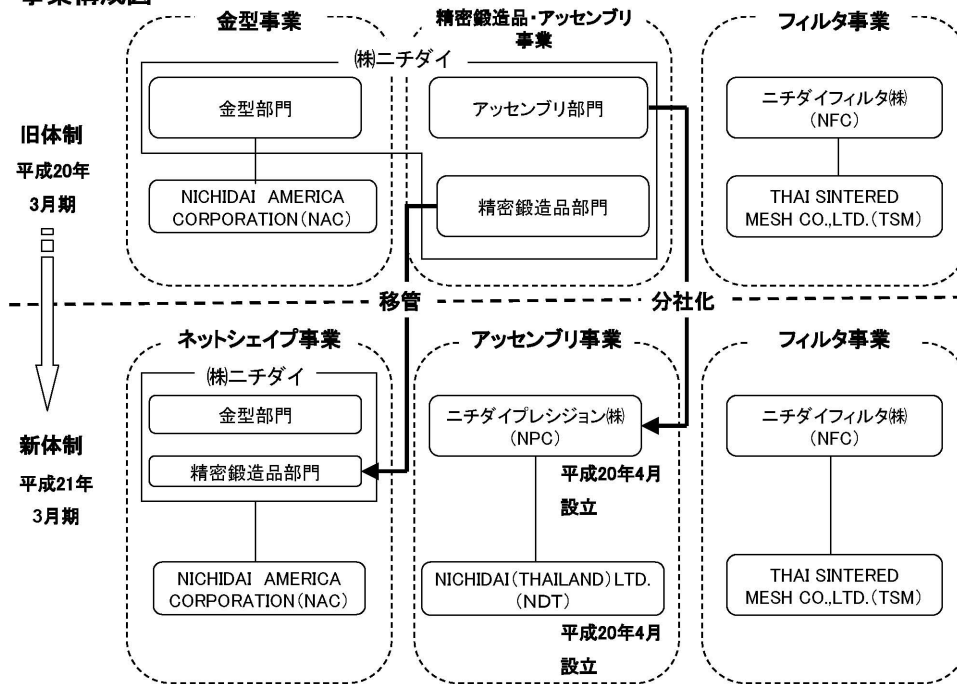 金型事業
精密鍛造品・アッセンブリ
事業
フィルタ事業
㈱ニチダイ
金型部門
アッセンブリ部門
ニチダイフィルタ㈱
(NFC)
旧体制
平成20年
3月期
NICHIDAI AMERICA
CORPORATION(NAC)
精密鍛造品部門
THAI SINTERED
MESH CO.,LTD.(TSM)
移管
分社化
ネットシェイプ事業
アッセンブリ事業
フィルタ事業
㈱ニチダイ
金型部門
ニチダイプレシジョン㈱
(NPC)
ニチダイフィルタ㈱
(NFC)
新体制
平成21年
3月期
精密鍛造品部門
平成20年4月
設立
NICHIDAI AMERICA
CORPORATION(NAC)
NICHIDAI(THAILAND)LTD.
(NDT)
THAI SINTERED
MESH CO.,LTD.(TSM)
平成20年4月
設立